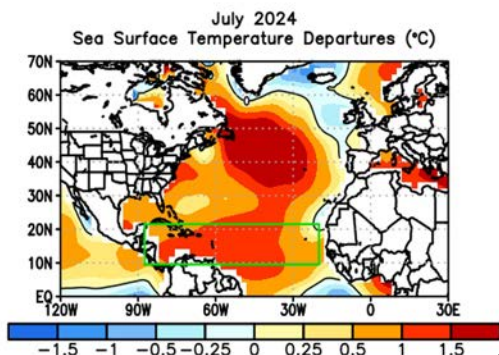 July 2024
Sea Surface Temperature Departures (°C)
70N
60N
50N
40N
30N
20N
10N
EQ
120W 90W 60W 30W 0 30E
-1.5 -1 -0.5 -0.25 0 0.25 0.5 1 1.5